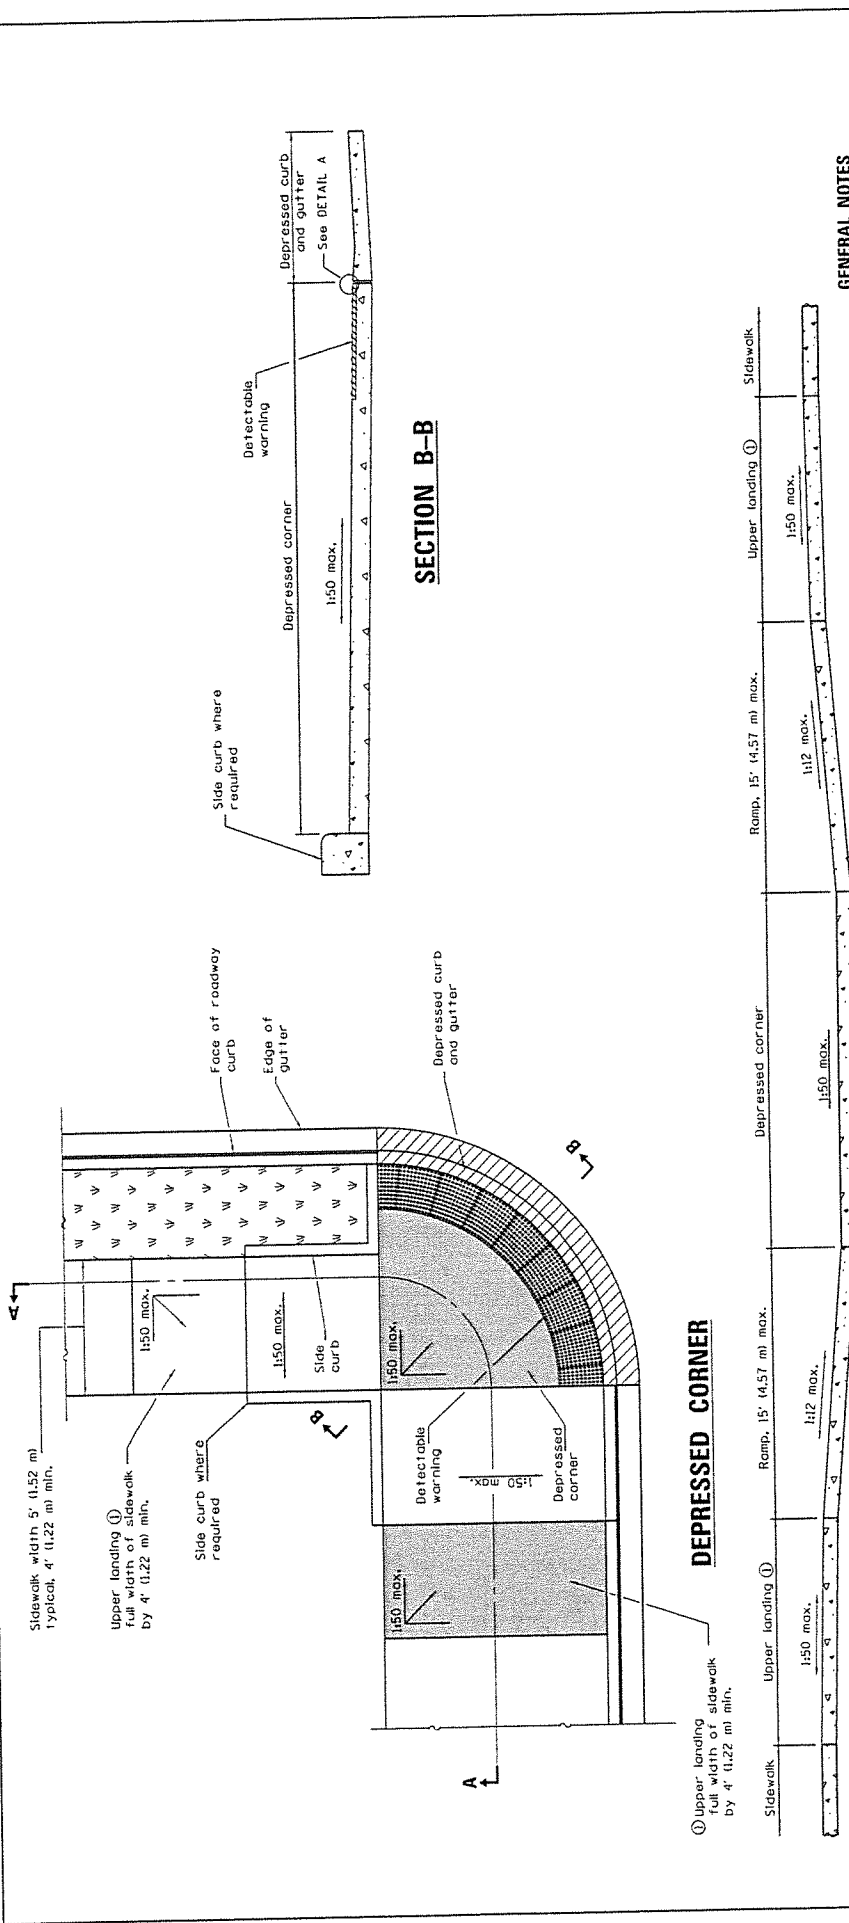 Sidewalk width 5' (1.52 m)
typical, 4' (1.22 m) min.
Upper landing ①
full width of sidewalk
by 4' (1.22 m) min.
Side curb where
required
A
1:50 max.
1:50 max.
Side
curb
B
Face of roadway
curb
Edge of
gutter
Depressed curb
and gutter
B
1:50 max.
Detectable
warning
1:50 max.
Depressed
corner
1:50 max.
A
① Upper landing
full width of sidewalk
by 4' (1.22 m) min.
DEPRESSED CORNER
Side curb where
required
Depressed corner
1:50 max.
Detectable
warning
Depressed curb
and gutter
See DETAIL A
SECTION B-B
Sidewalk
Upper landing ①
1:50 max.
Ramp, 15' (4.57 m) max.
1:12 max.
Depressed corner
1:50 max.
Ramp, 15' (4.57 m) max.
1:12 max.
Upper landing ①
1:50 max.
Sidewalk
GENERAL NOTES